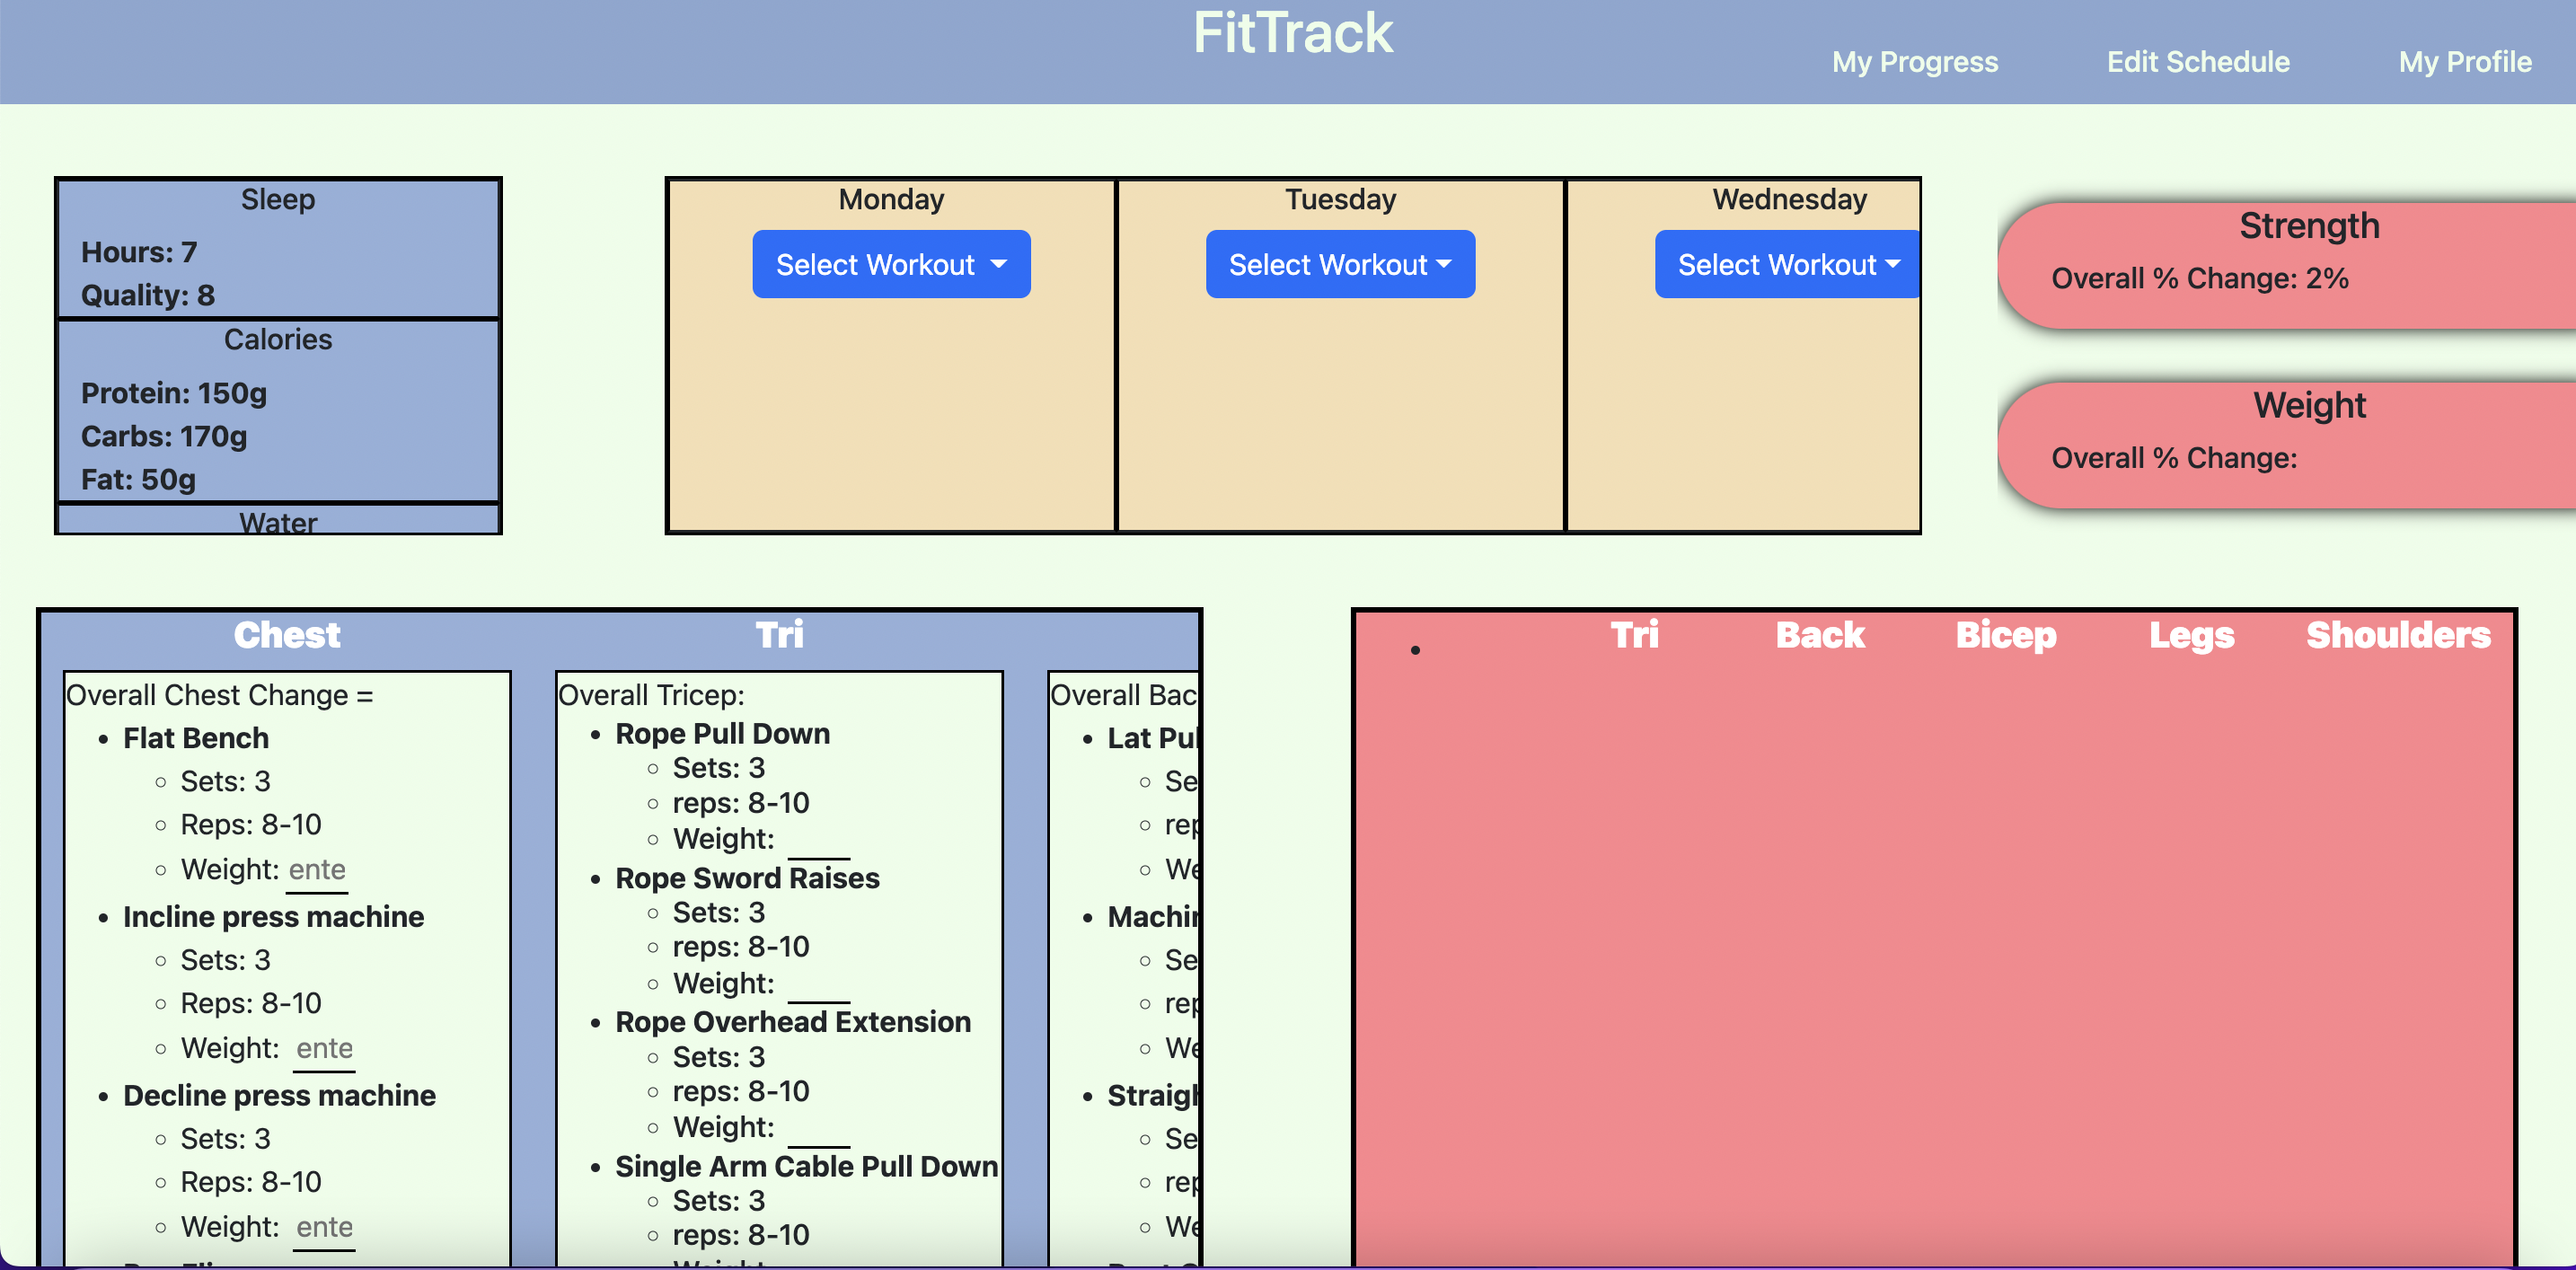 FitTrack
My Progress
Edit Schedule
My Profile
Sleep
Hours: 7
Quality: 8
Calories
Protein: 150g
Carbs: 170g
Fat: 50g
Water
Monday
Select Workout
Tuesday
Select Workout
Wednesday
Select Workout
Strength
Overall % Change: 2%
Weight
Overall % Change:
Chest
Overall Chest Change =
Flat Bench
Sets: 3
Reps: 8-10
Weight: ente
Incline press machine
Sets: 3
Reps: 8-10
Weight: ente
Decline press machine
Sets: 3
Reps: 8-10
Weight: ente
Tri
Overall Tricep:
Rope Pull Down
Sets: 3
reps: 8-10
Weight:
Rope Sword Raises
Sets: 3
reps: 8-10
Weight:
Rope Overhead Extension
Sets: 3
reps: 8-10
Weight:
Single Arm Cable Pull Down
Sets: 3
reps: 8-10
Overall Bac
Lat Pul
Se
rep
We
Machin
Se
rep
We
Straigh
Se
rep
We
Tri Back Bicep Legs Shoulders